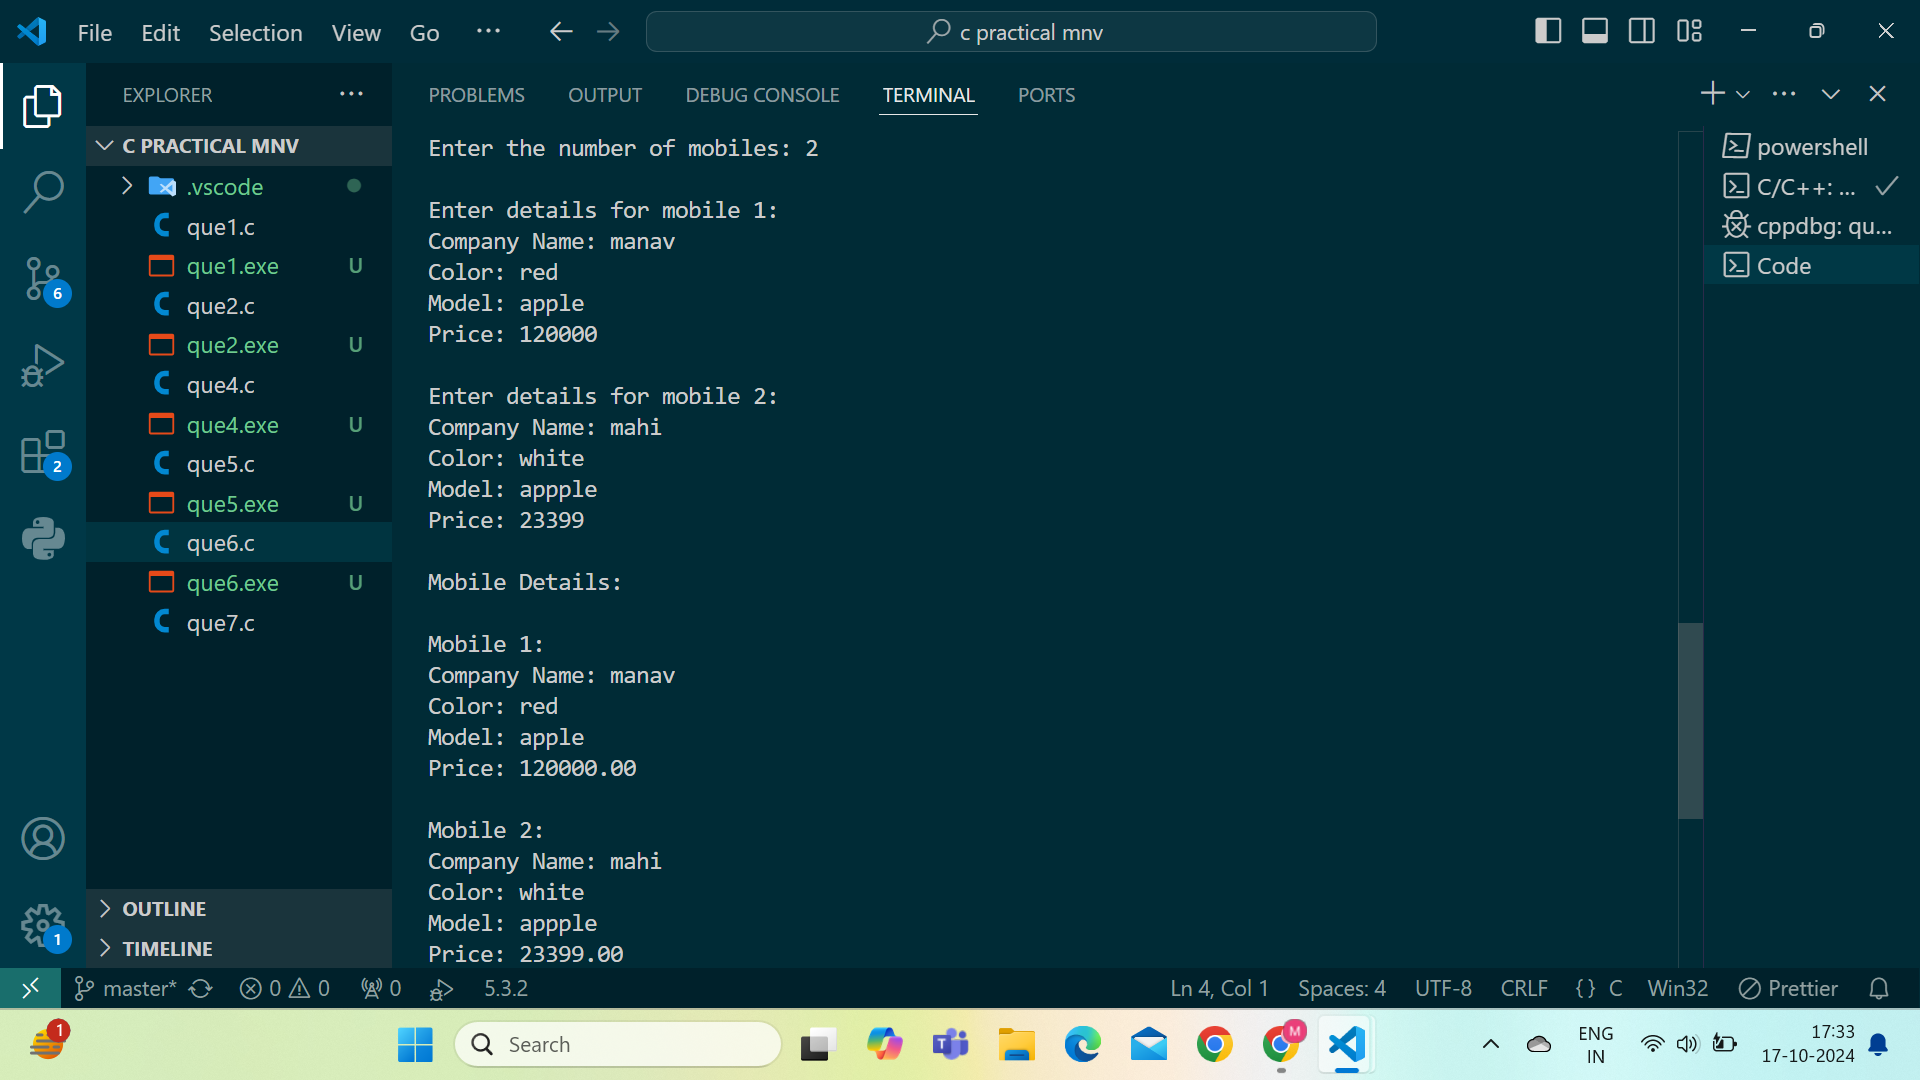 File Edit Selection View Go ... c practical mnv
EXPLORER ...
C PRACTICAL MNV
.vscode
que1.c
que1.exe U
que2.c
que2.exe U
que4.c
que4.exe U
que5.c
que5.exe U
que6.c
que6.exe U
que7.c
OUTLINE
TIMELINE
6
2
1
PROBLEMS OUTPUT DEBUG CONSOLE TERMINAL PORTS
Enter the number of mobiles: 2
Enter details for mobile 1:
Company Name: manav
Color: red
Model: apple
Price: 120000
Enter details for mobile 2:
Company Name: mahi
Color: white
Model: appple
Price: 23399
Mobile Details:
Mobile 1:
Company Name: manav
Color: red
Model: apple
Price: 120000.00
Mobile 2:
Company Name: mahi
Color: white
Model: appple
Price: 23399.00
powershell
C/C++: ...
cppdbg: qu...
Code
master* 0 0 0 5.3.2 Ln 4, Col 1 Spaces: 4 UTF-8 CRLF {} C Win32 Prettier
1 Search T M ENG 17:33
IN 17-10-2024